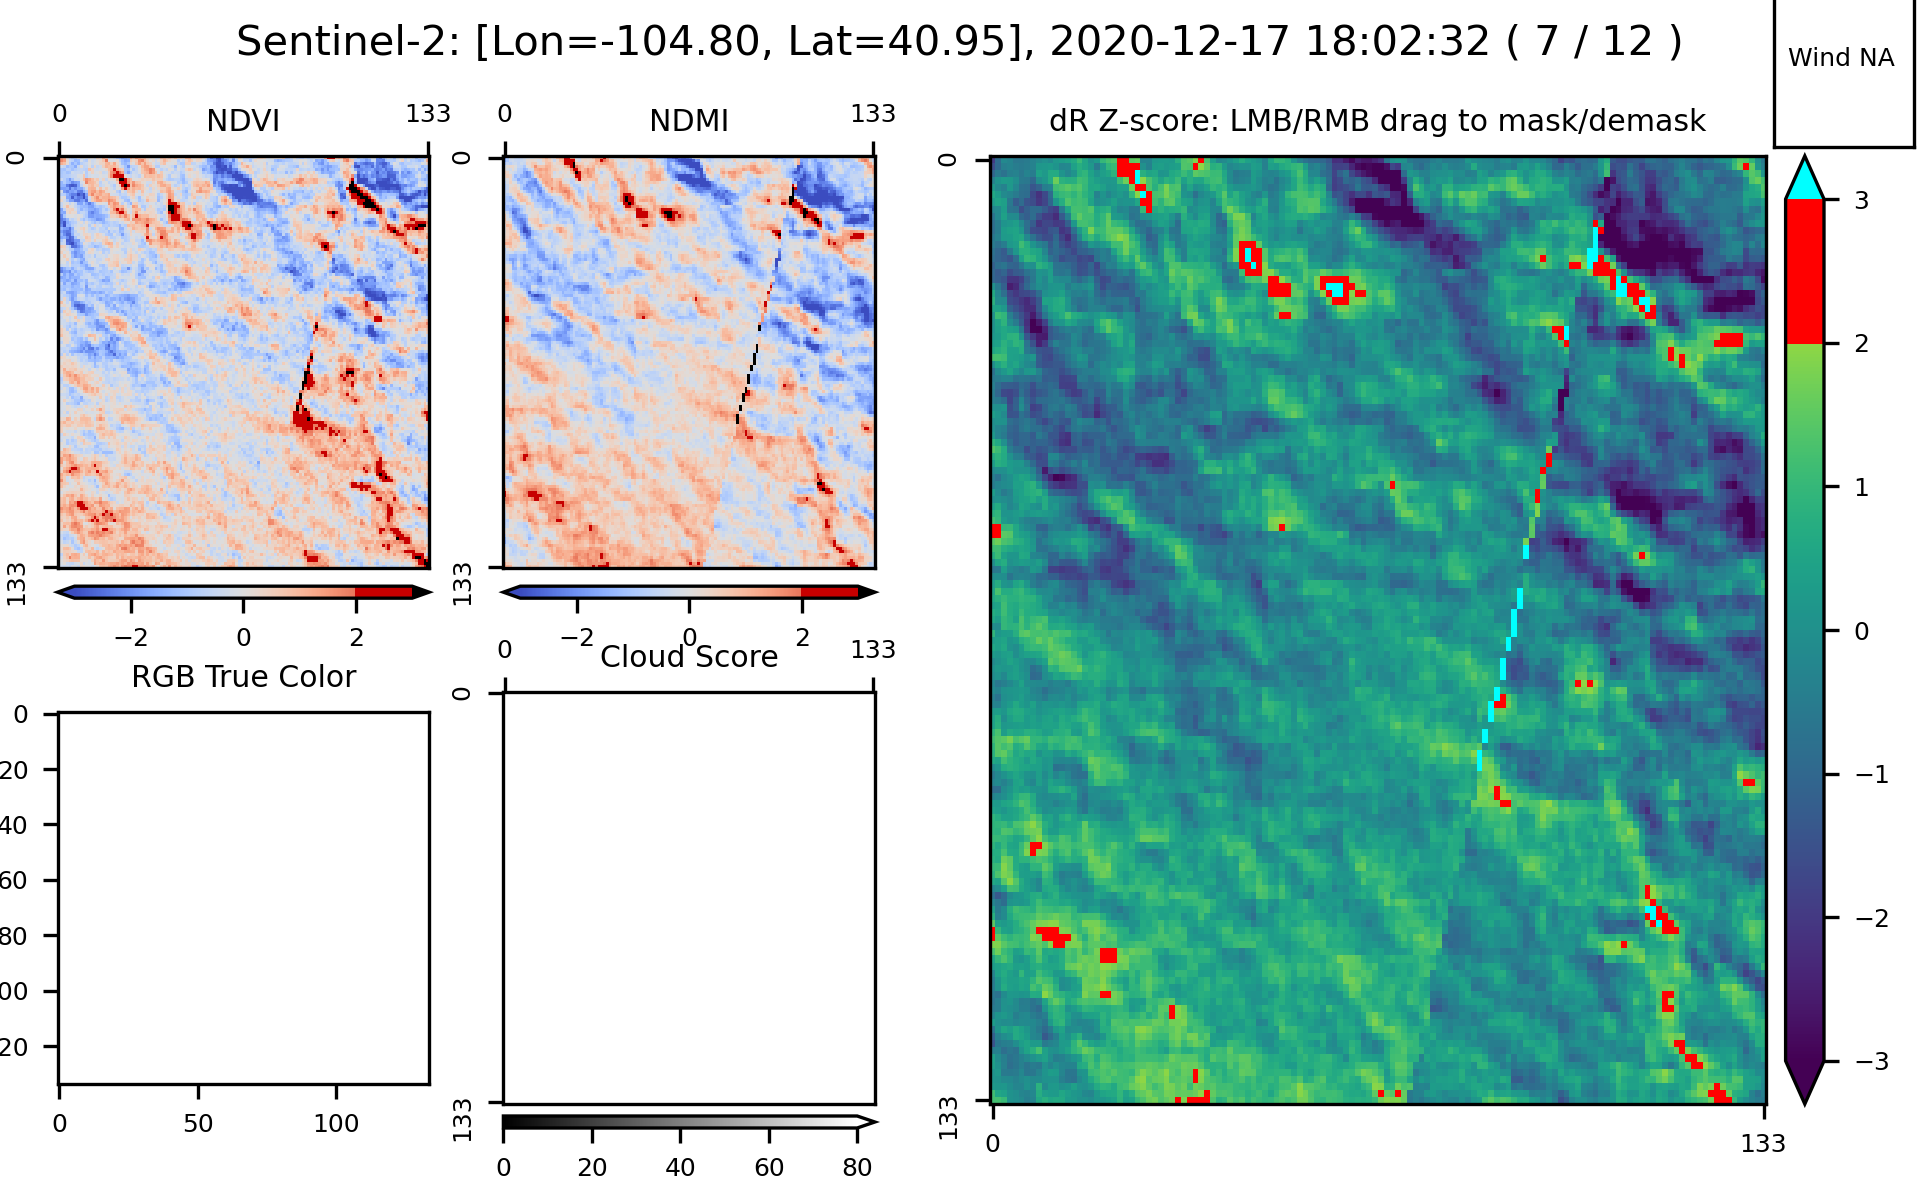 Sentinel-2: [Lon=-104.80, Lat=40.95], 2020-12-17 18:02:32 ( 7 / 12 )
Wind NA
0 133
NDVI
0
133
−2 0 2
0 133
NDMI
0
133
−2 0 2
dR Z-score: LMB/RMB drag to mask/demask
0
133
0 133
3
2
1
0
−1
−2
−3
RGB True Color
0
20
40
60
80
00
20
0 50 100
0 133
Cloud Score
0
133
0 20 40 60 80